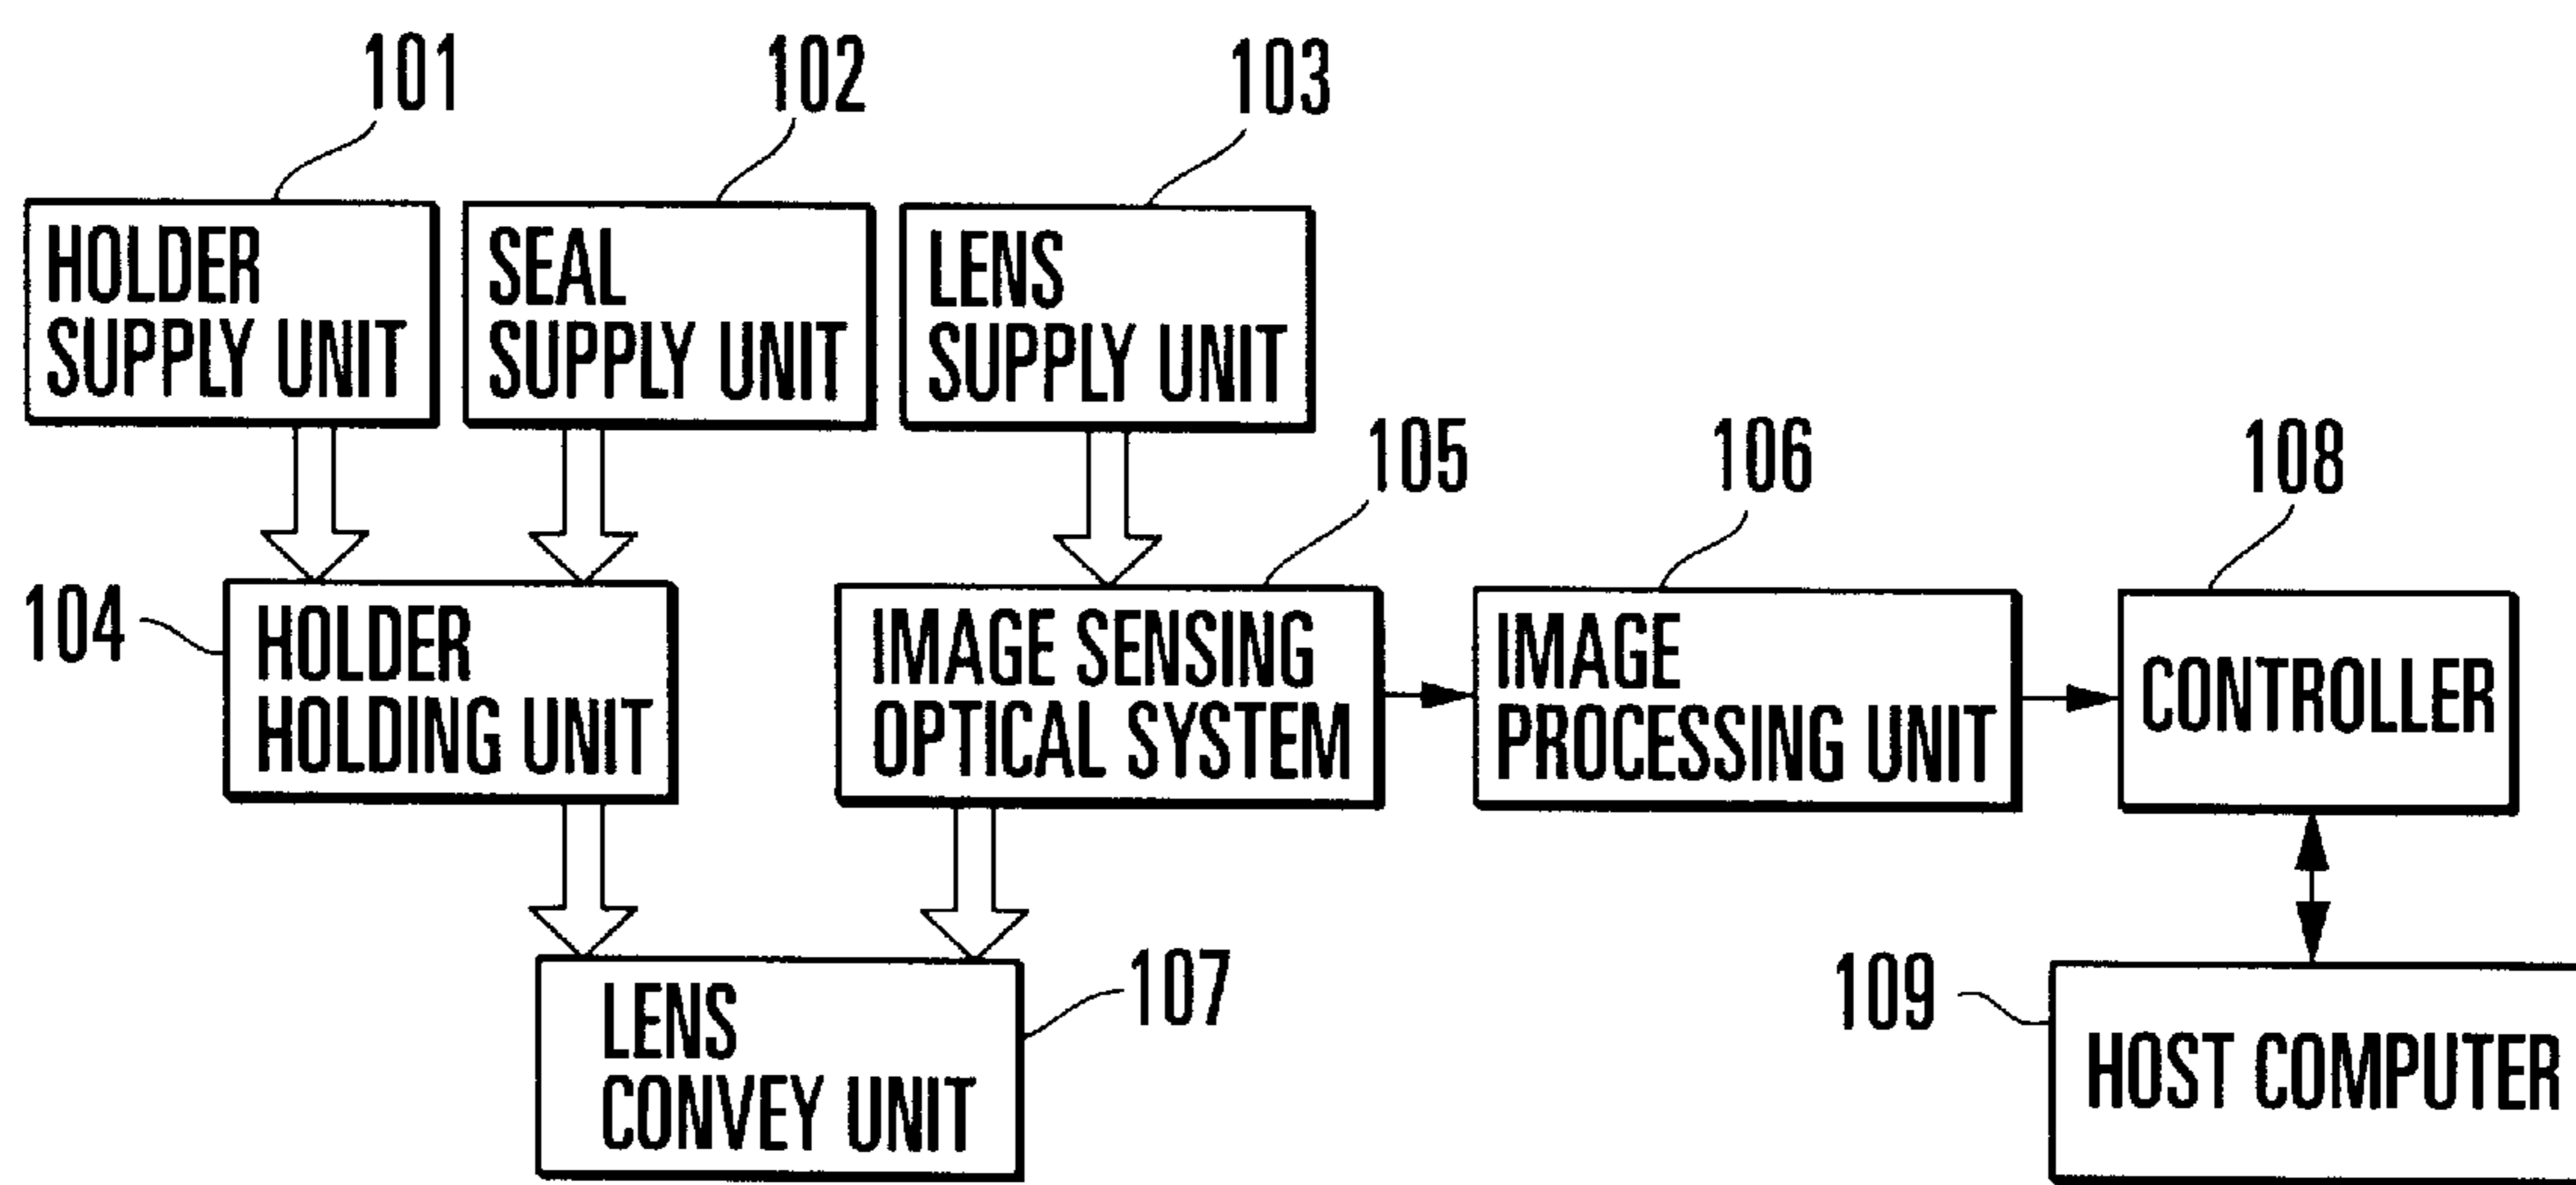 101
102
103
HOLDER
SUPPLY UNIT
SEAL
SUPPLY UNIT
LENS
SUPPLY UNIT
104
HOLDER
HOLDING UNIT
105
IMAGE SENSING
OPTICAL SYSTEM
106
IMAGE
PROCESSING UNIT
108
CONTROLLER
LENS
CONVEY UNIT
107
109
HOST COMPUTER